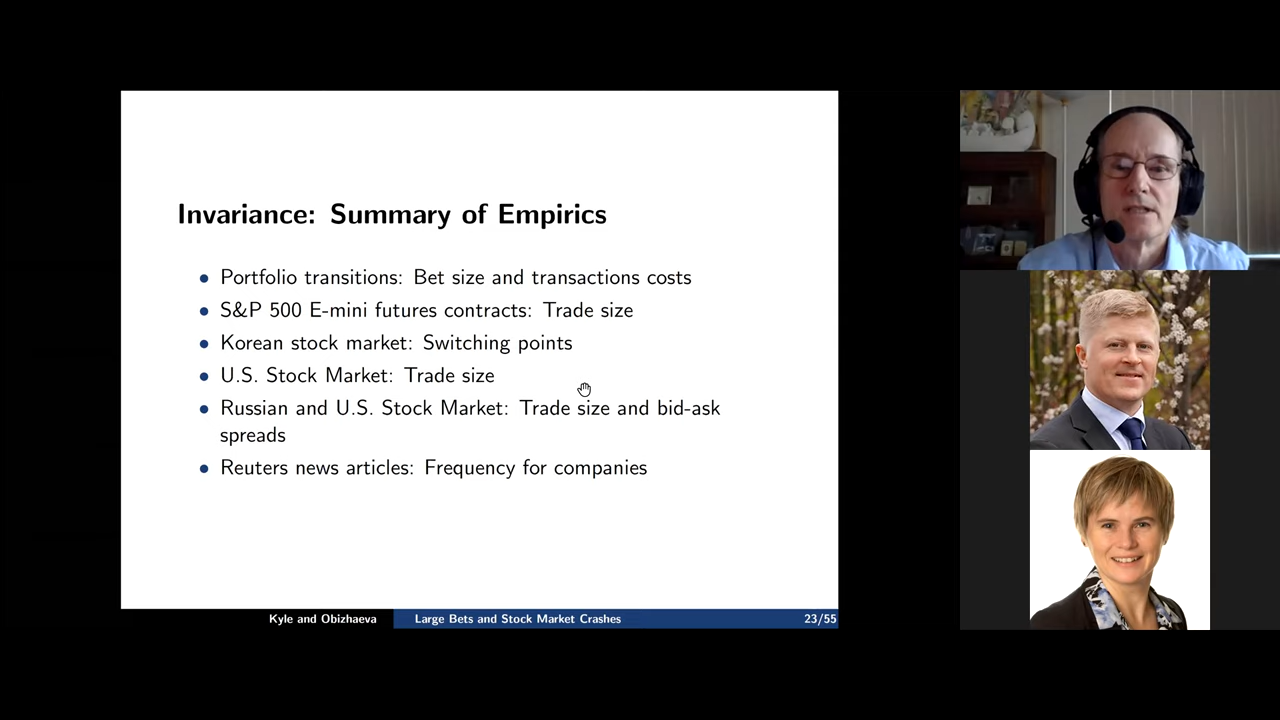 Invariance: Summary of Empirics
Portfolio transitions: Bet size and transactions costs
S&P 500 E-mini futures contracts: Trade size
Korean stock market: Switching points
U.S. Stock Market: Trade size
Russian and U.S. Stock Market: Trade size and bid-ask
spreads
Reuters news articles: Frequency for companies
Kyle and Obizhaeva
Large Bets and Stock Market Crashes
23/55